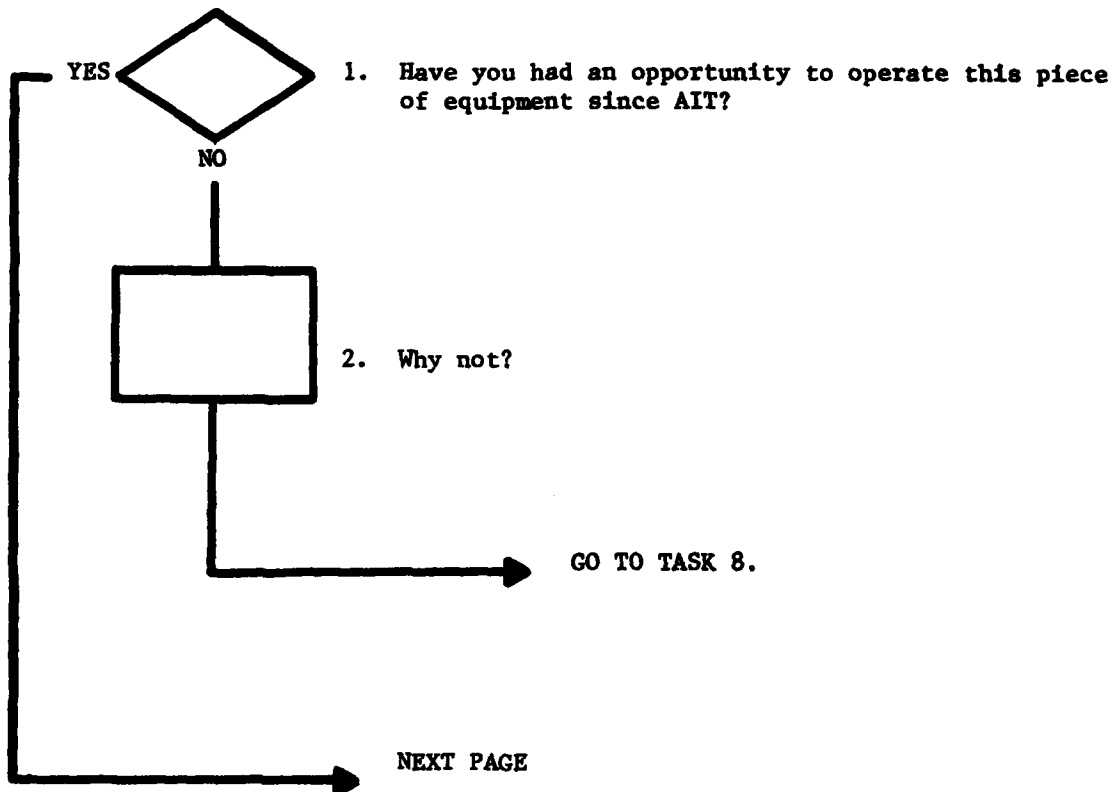 YES
1. Have you had an opportunity to operate this piece
of equipment since AIT?
NO
2. Why not?
GO TO TASK 8.
NEXT PAGE